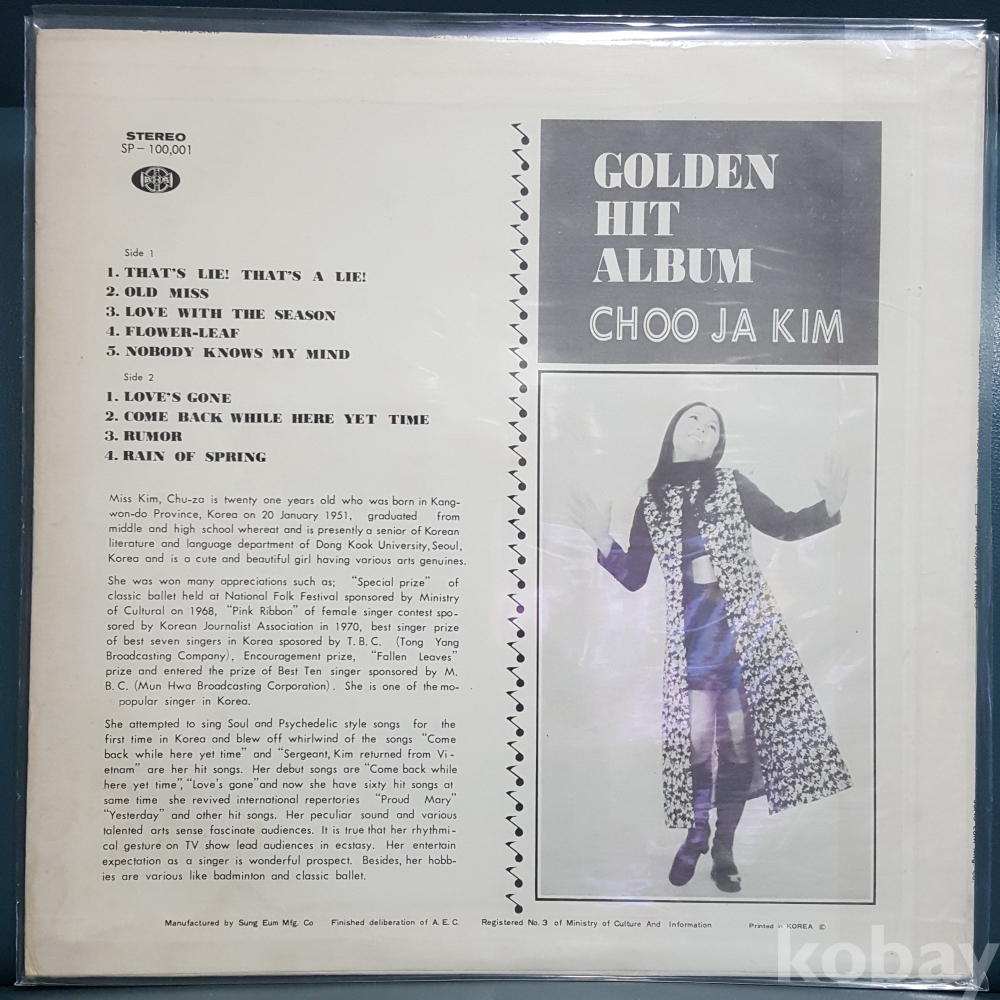 STEREO
SP-100,001
Side 1
1. THAT'S LIE! THAT'S A LIE!
2. OLD MISS
3. LOVE WITH THE SEASON
4. FLOWER-LEAF
5. NOBODY KNOWS MY MIND
Side 2
1. LOVE'S GONE
2. COME BACK WHILE HERE YET TIME
3. RUMOR
4. RAIN OF SPRING
Miss Kim, Chu-za is twenty one years old who was born in Kang-
won-do Province, Korea on 20 January 1951, graduated from
middle and high school whereat and is presently a senior of Korean
literature and language department of Dong Kook University, Seoul,
Korea and is a cute and beautiful girl having various arts genuines.
She was won many appreciations such as; "Special prize" of
classic ballet held at National Folk Festival sponsored by Ministry
of Cultural on 1968, "Pink Ribbon" of female singer contest spo-
sored by Korean Journalist Association in 1970, best singer prize
of best seven singers in Korea sposored by T.B.C. (Tong Yang
Broadcasting Company), Encouragement prize, "Fallen Leaves"
prize and entered the prize of Best Ten singer sponsored by M.
B.C. (Mun Hwa Broadcasting Corporation). She is one of the mo-
popular singer in Korea.
She attempted to sing Soul and Psychedelic style songs for the
first time in Korea and blew off whirlwind of the songs "Come
back while here yet time" and "Sergeant, Kim returned from Vi-
etnam" are her hit songs. Her debut songs are "Come back while
here yet time", "Love's gone" and now she have sixty hit songs at
same time she revived international repertories "Proud Mary"
"Yesterday" and other hit songs. Her peculiar sound and various
talented arts sense fascinate audiences. It is true that her rhythmi-
cal gesture on TV show lead audiences in ecstasy. Her entertain
expectation as a singer is wonderful prospect. Besides, her hobb-
ies are various like badminton and classic ballet.
GOLDEN
HIT
ALBUM
CHOO JA KIM
Manufactured by Sung Eum Mfg. Co Finished deliberation of A.E.C. Registered No. 3 of Ministry of Culture And Information Printed in KOREA ©
kobay